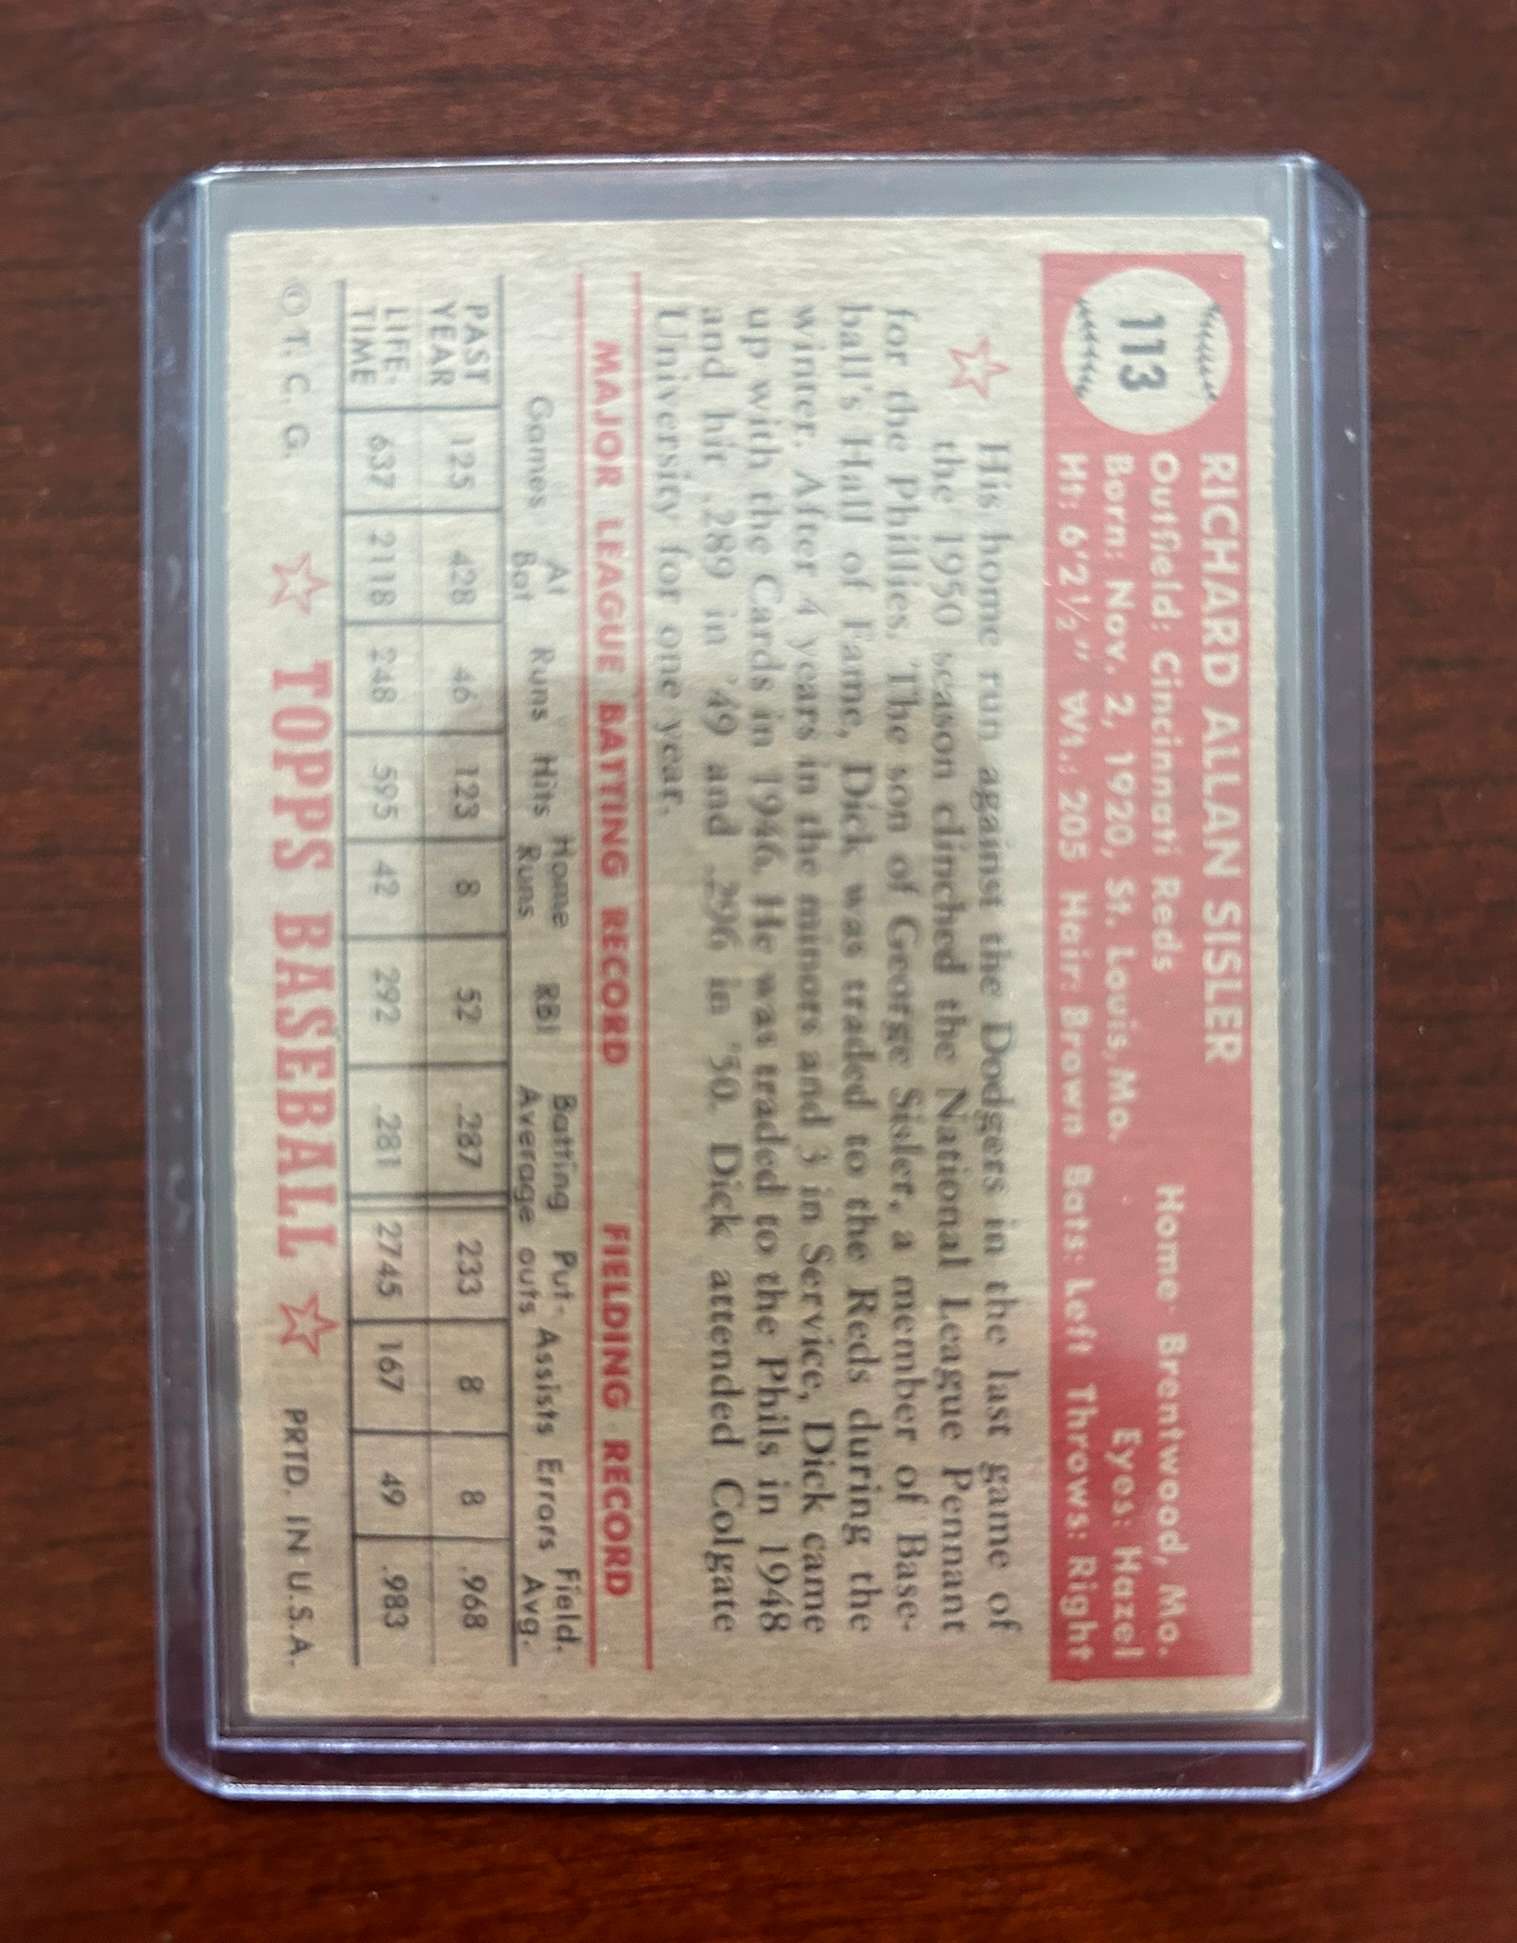 113
RICHARD ALLAN SISLER
Outfield: Cincinnati Reds Home: Brentwood, Mo.
Born: Nov. 2, 1920, St. Louis, Mo. Eyes: Hazel
Ht: 6'2½" Wt.: 205 Hair: Brown Bats: Left Throws: Right
His home run against the Dodgers in the last game of
the 1950 season clinched the National League Pennant
for the Phillies. The son of George Sisler, a member of Base-
ball's Hall of Fame, Dick was traded to the Reds during the
winter. After 4 years in the minors and 3 in Service, Dick came
up with the Cards in 1946. He was traded to the Phils in 1948
and hit .289 in '49 and .296 in '50. Dick attended Colgate
University for one year.
MAJOR LEAGUE BATTING RECORD FIELDING RECORD
Games At Bat Runs Hits Home Runs RBI Batting Average Put-outs Assists Errors Field. Avg.
PAST YEAR 125 428 46 123 8 52 .287 233 8 8 .968
LIFE-TIME 637 2118 248 595 42 292 .281 2745 167 49 .983
© T. C. G. TOPPS BASEBALL PRTD. IN U.S.A.